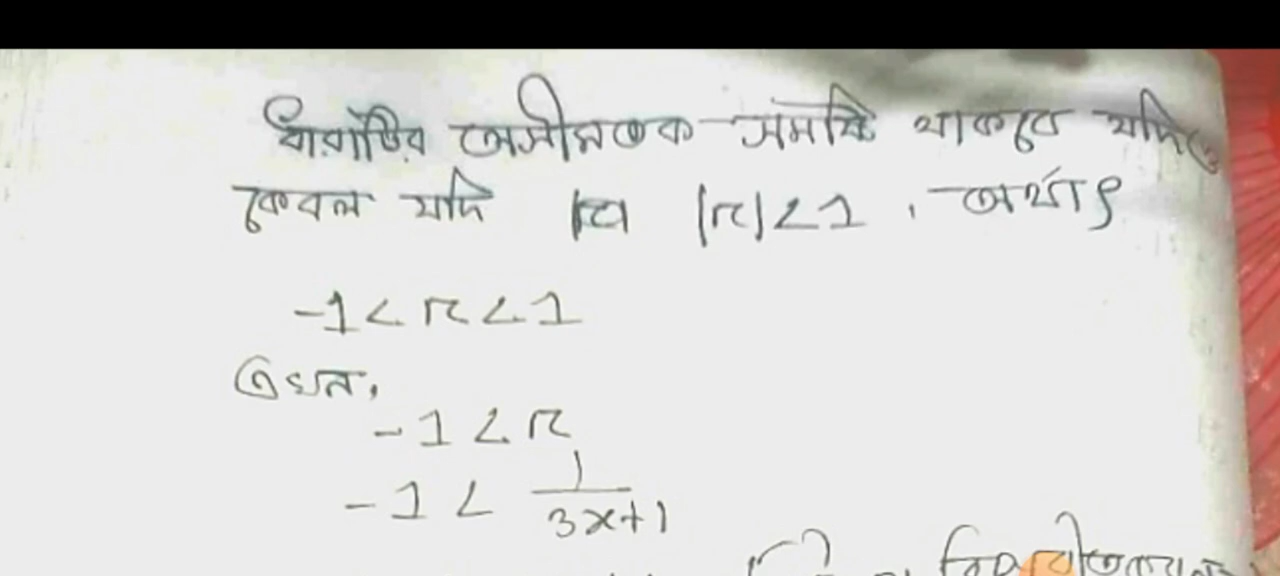 ধারাটির অসীমতক সমষ্টি থাকবে যদি ও
কেবল যদি |r|<1, অর্থাৎ
-1<r<1
এখন,
-1<r
-1 < 1/(3x+1)